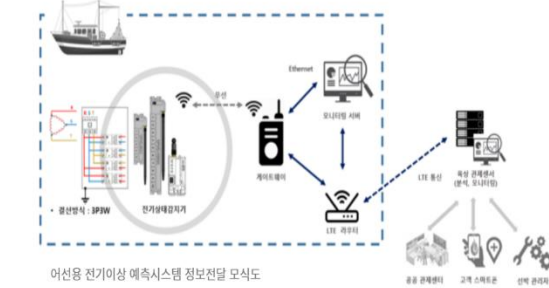 Ethernet
무선
모니터링 서버
게이트웨이
LTE 통신
육상 관제센서
(분석, 모니터링)
• 결선방식 : 3P3W
전기상태감지기
LTE 라우터
공공 관제센터
고객 스마트폰
선박 관리자
어선용 전기이상 예측시스템 정보전달 모식도